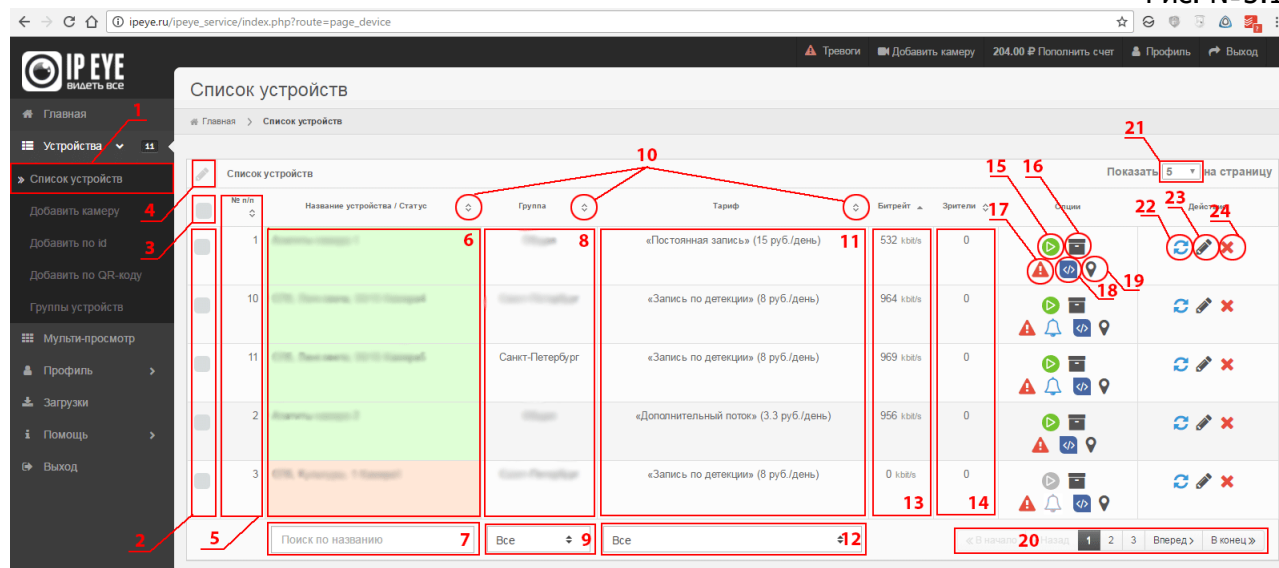 Рис. №3.1
ipeye.ru/ipeye_service/index.php?route=page_device
IP EYE
видеть все
Тревоги Добавить камеру 204.00 ₽ Пополнить счет Профиль Выход
Список устройств
Главная 1
Главная > Список устройств
Устройства 11
21
10
Список устройств
Список устройств
15 16
Показать 5 на страницу
Добавить камеру 4
№ п/п Название устройства / Статус Группа Тариф Битрейт Зрители Опции Действия
17 22 23 24
3
Добавить по id
1 6 8 «Постоянная запись» (15 руб./день) 11 532 kbit/s 0
Добавить по QR-коду
18 19
Группы устройств
10 «Запись по детекции» (8 руб./день) 964 kbit/s 0
Мульти-просмотр
11 Санкт-Петербург «Запись по детекции» (8 руб./день) 969 kbit/s 0
Профиль >
Загрузки
2 «Дополнительный поток» (3.3 руб./день) 956 kbit/s 0
Помощь >
Выход
3 «Запись по детекции» (8 руб./день) 0 kbit/s 0
13 14
2 5 Поиск по названию 7 Все 9 Все 12 « В начало 20 Назад 1 2 3 Вперед > В конец »